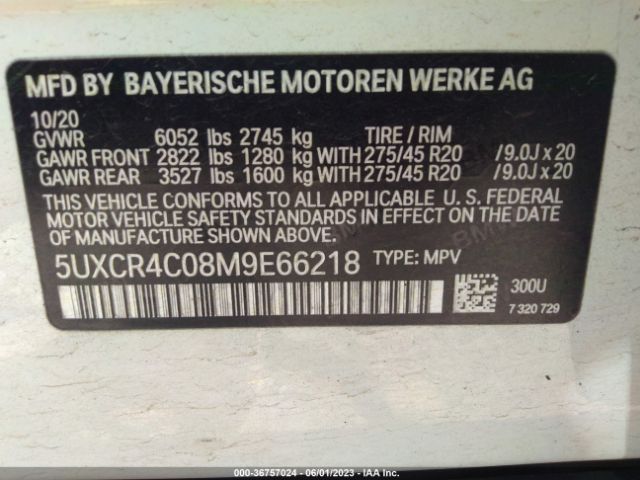 MFD BY BAYERISCHE MOTOREN WERKE AG
10/20
GVWR 6052 lbs 2745 kg TIRE / RIM
GAWR FRONT 2822 lbs 1280 kg WITH 275/45 R20 /9.0J x 20
GAWR REAR 3527 lbs 1600 kg WITH 275/45 R20 /9.0J x 20
THIS VEHICLE CONFORMS TO ALL APPLICABLE U. S. FEDERAL
MOTOR VEHICLE SAFETY STANDARDS IN EFFECT ON THE DATE
OF MANUFACTURE SHOWN ABOVE.
5UXCR4C08M9E66218 TYPE: MPV
300U
7 320 729
000-36757024 - 06/01/2023 - IAA Inc.